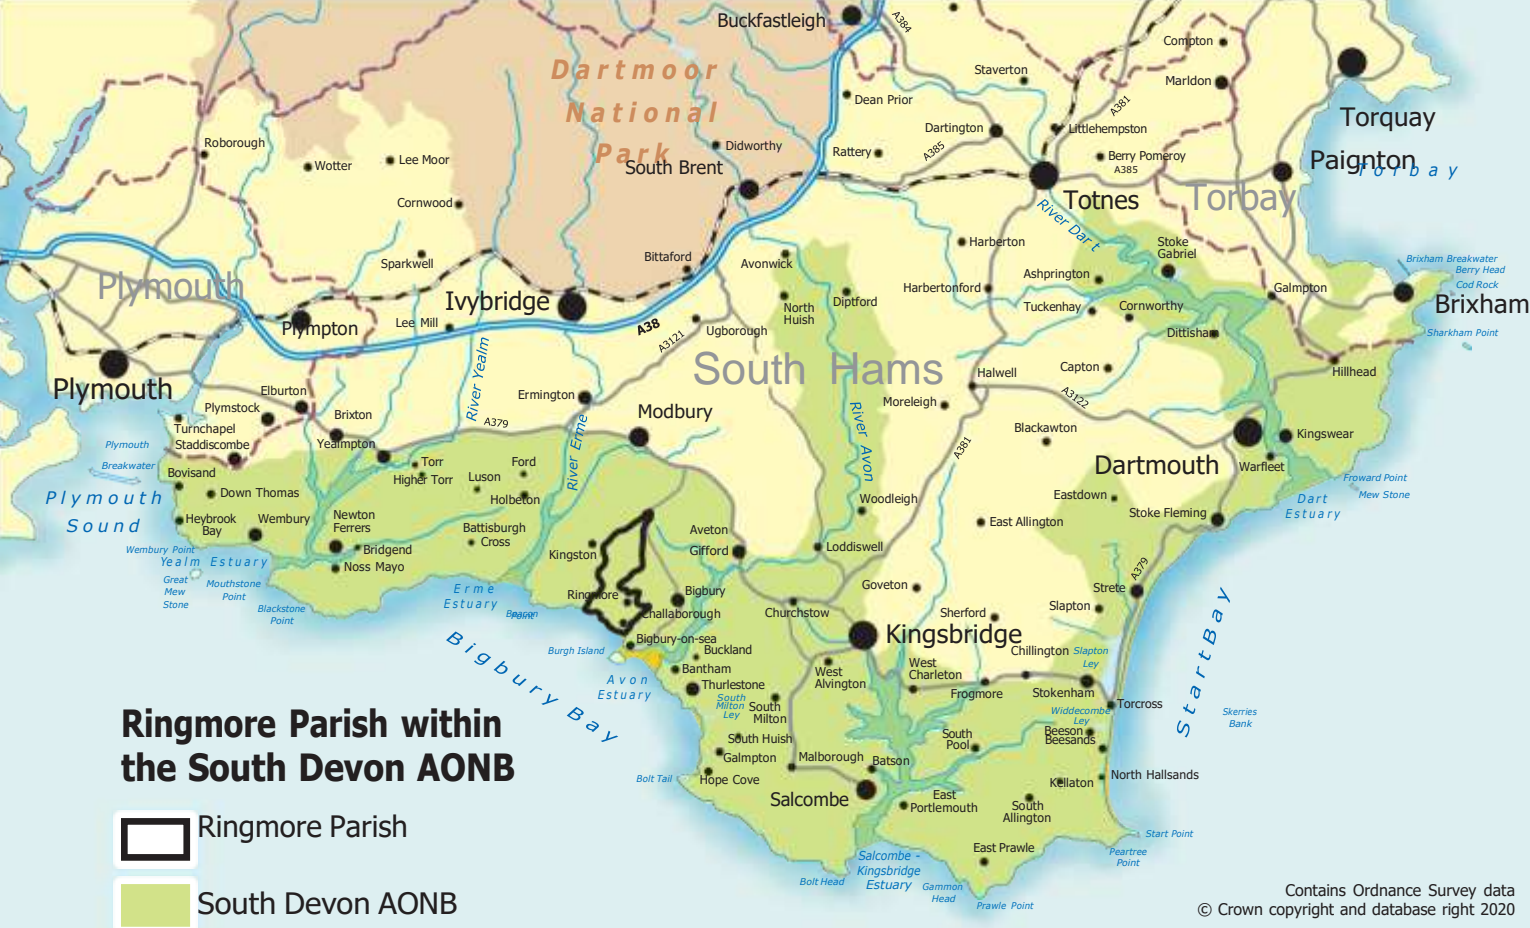 Buckfastleigh
A384
Compton
Staverton
Marldon
Dartmoor
National
Park
Dean Prior
A381
Torquay
Dartington
Littlehempston
Roborough
Wotter
Lee Moor
Didworthy
Rattery
A385
Berry Pomeroy
A385
Paignton
Torbay
South Brent
Cornwood
Totnes
Torbay
River Dart
Harberton
Stoke
Gabriel
Sparkwell
Bittaford
Avonwick
Ashprington
Brixham Breakwater
Berry Head
Cod Rock
Plymouth
Ivybridge
Harbertonford
Galmpton
Brixham
North
Huish
Diptford
Tuckenhay
Cornworthy
Plympton
Lee Mill
A38
A3121
Ugborough
Dittisham
Sharkham Point
South Hams
Plymouth
River Yealm
Capton
Hillhead
Halwell
Elburton
Ermington
Moreleigh
A3122
Plymstock
Brixton
Modbury
Turnchapel
A379
River Erme
River Avon
Blackawton
Kingswear
Plymouth
Breakwater
Staddiscombe
Yealmpton
A381
Dartmouth
Warfleet
Bovisand
Torr
Higher Torr
Luson
Ford
Froward Point
Mew Stone
Plymouth
Sound
Down Thomas
Holbeton
Woodleigh
Eastdown
Dart
Estuary
Heybrook
Bay
Wembury
Newton
Ferrers
Battisburgh
Cross
East Allington
Stoke Fleming
Aveton
Gifford
Wembury Point
Yealm Estuary
Bridgend
Noss Mayo
Kingston
Loddiswell
Great
Mew
Stone
Mouthstone
Point
Blackstone
Point
Erme
Estuary
Ringmore
Bigbury
Goveton
A379
Strete
Beacon
Point
Challaborough
Churchstow
Sherford
Slapton
Bigbury-on-sea
Kingsbridge
Start Bay
Bigbury Bay
Burgh Island
Buckland
Chillington
Slapton
Ley
Bantham
West
Alvington
West
Charleton
Avon
Estuary
Thurlestone
Frogmore
Stokenham
South
Milton
Ley
South
Milton
Torcross
Widdecombe
Ley
Skerries
Bank
Ringmore Parish within
the South Devon AONB
South Huish
South
Pool
Beeson
Beesands
Galmpton
Malborough
Batson
Bolt Tail
Hope Cove
Kellaton
North Hallsands
Salcombe
East
Portlemouth
South
Allington
Ringmore Parish
Start Point
East Prawle
Peartree
Point
Salcombe -
Kingsbridge
Estuary
Bolt Head
Gammon
Head
Prawle Point
South Devon AONB
Contains Ordnance Survey data
© Crown copyright and database right 2020